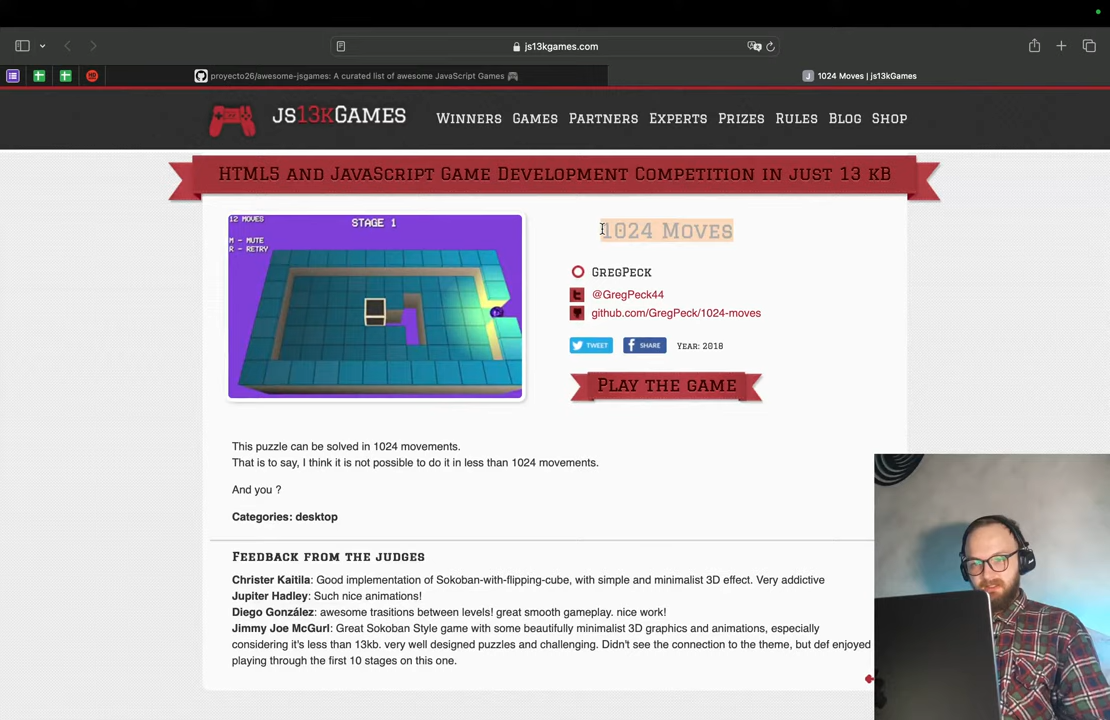 js13kgames.com
proyecto26/awesome-jsgames: A curated list of awesome JavaScript Games
J 1024 Moves | js13kGames
JS13KGAMES
WINNERS GAMES PARTNERS EXPERTS PRIZES RULES BLOG SHOP
HTML5 AND JAVASCRIPT GAME DEVELOPMENT COMPETITION IN JUST 13 KB
12 MOVES
STAGE 1
M - MUTE
R - RETRY
1024 MOVES
GREGPECK
@GregPeck44
github.com/GregPeck/1024-moves
TWEET SHARE YEAR: 2018
PLAY THE GAME
This puzzle can be solved in 1024 movements.
That is to say, I think it is not possible to do it in less than 1024 movements.
And you ?
Categories: desktop
FEEDBACK FROM THE JUDGES
Christer Kaitila: Good implementation of Sokoban-with-flipping-cube, with simple and minimalist 3D effect. Very addictive
Jupiter Hadley: Such nice animations!
Diego González: awesome trasitions between levels! great smooth gameplay. nice work!
Jimmy Joe McGurl: Great Sokoban Style game with some beautifully minimalist 3D graphics and animations, especially
considering it's less than 13kb. very well designed puzzles and challenging. Didn't see the connection to the theme, but def enjoyed
playing through the first 10 stages on this one.